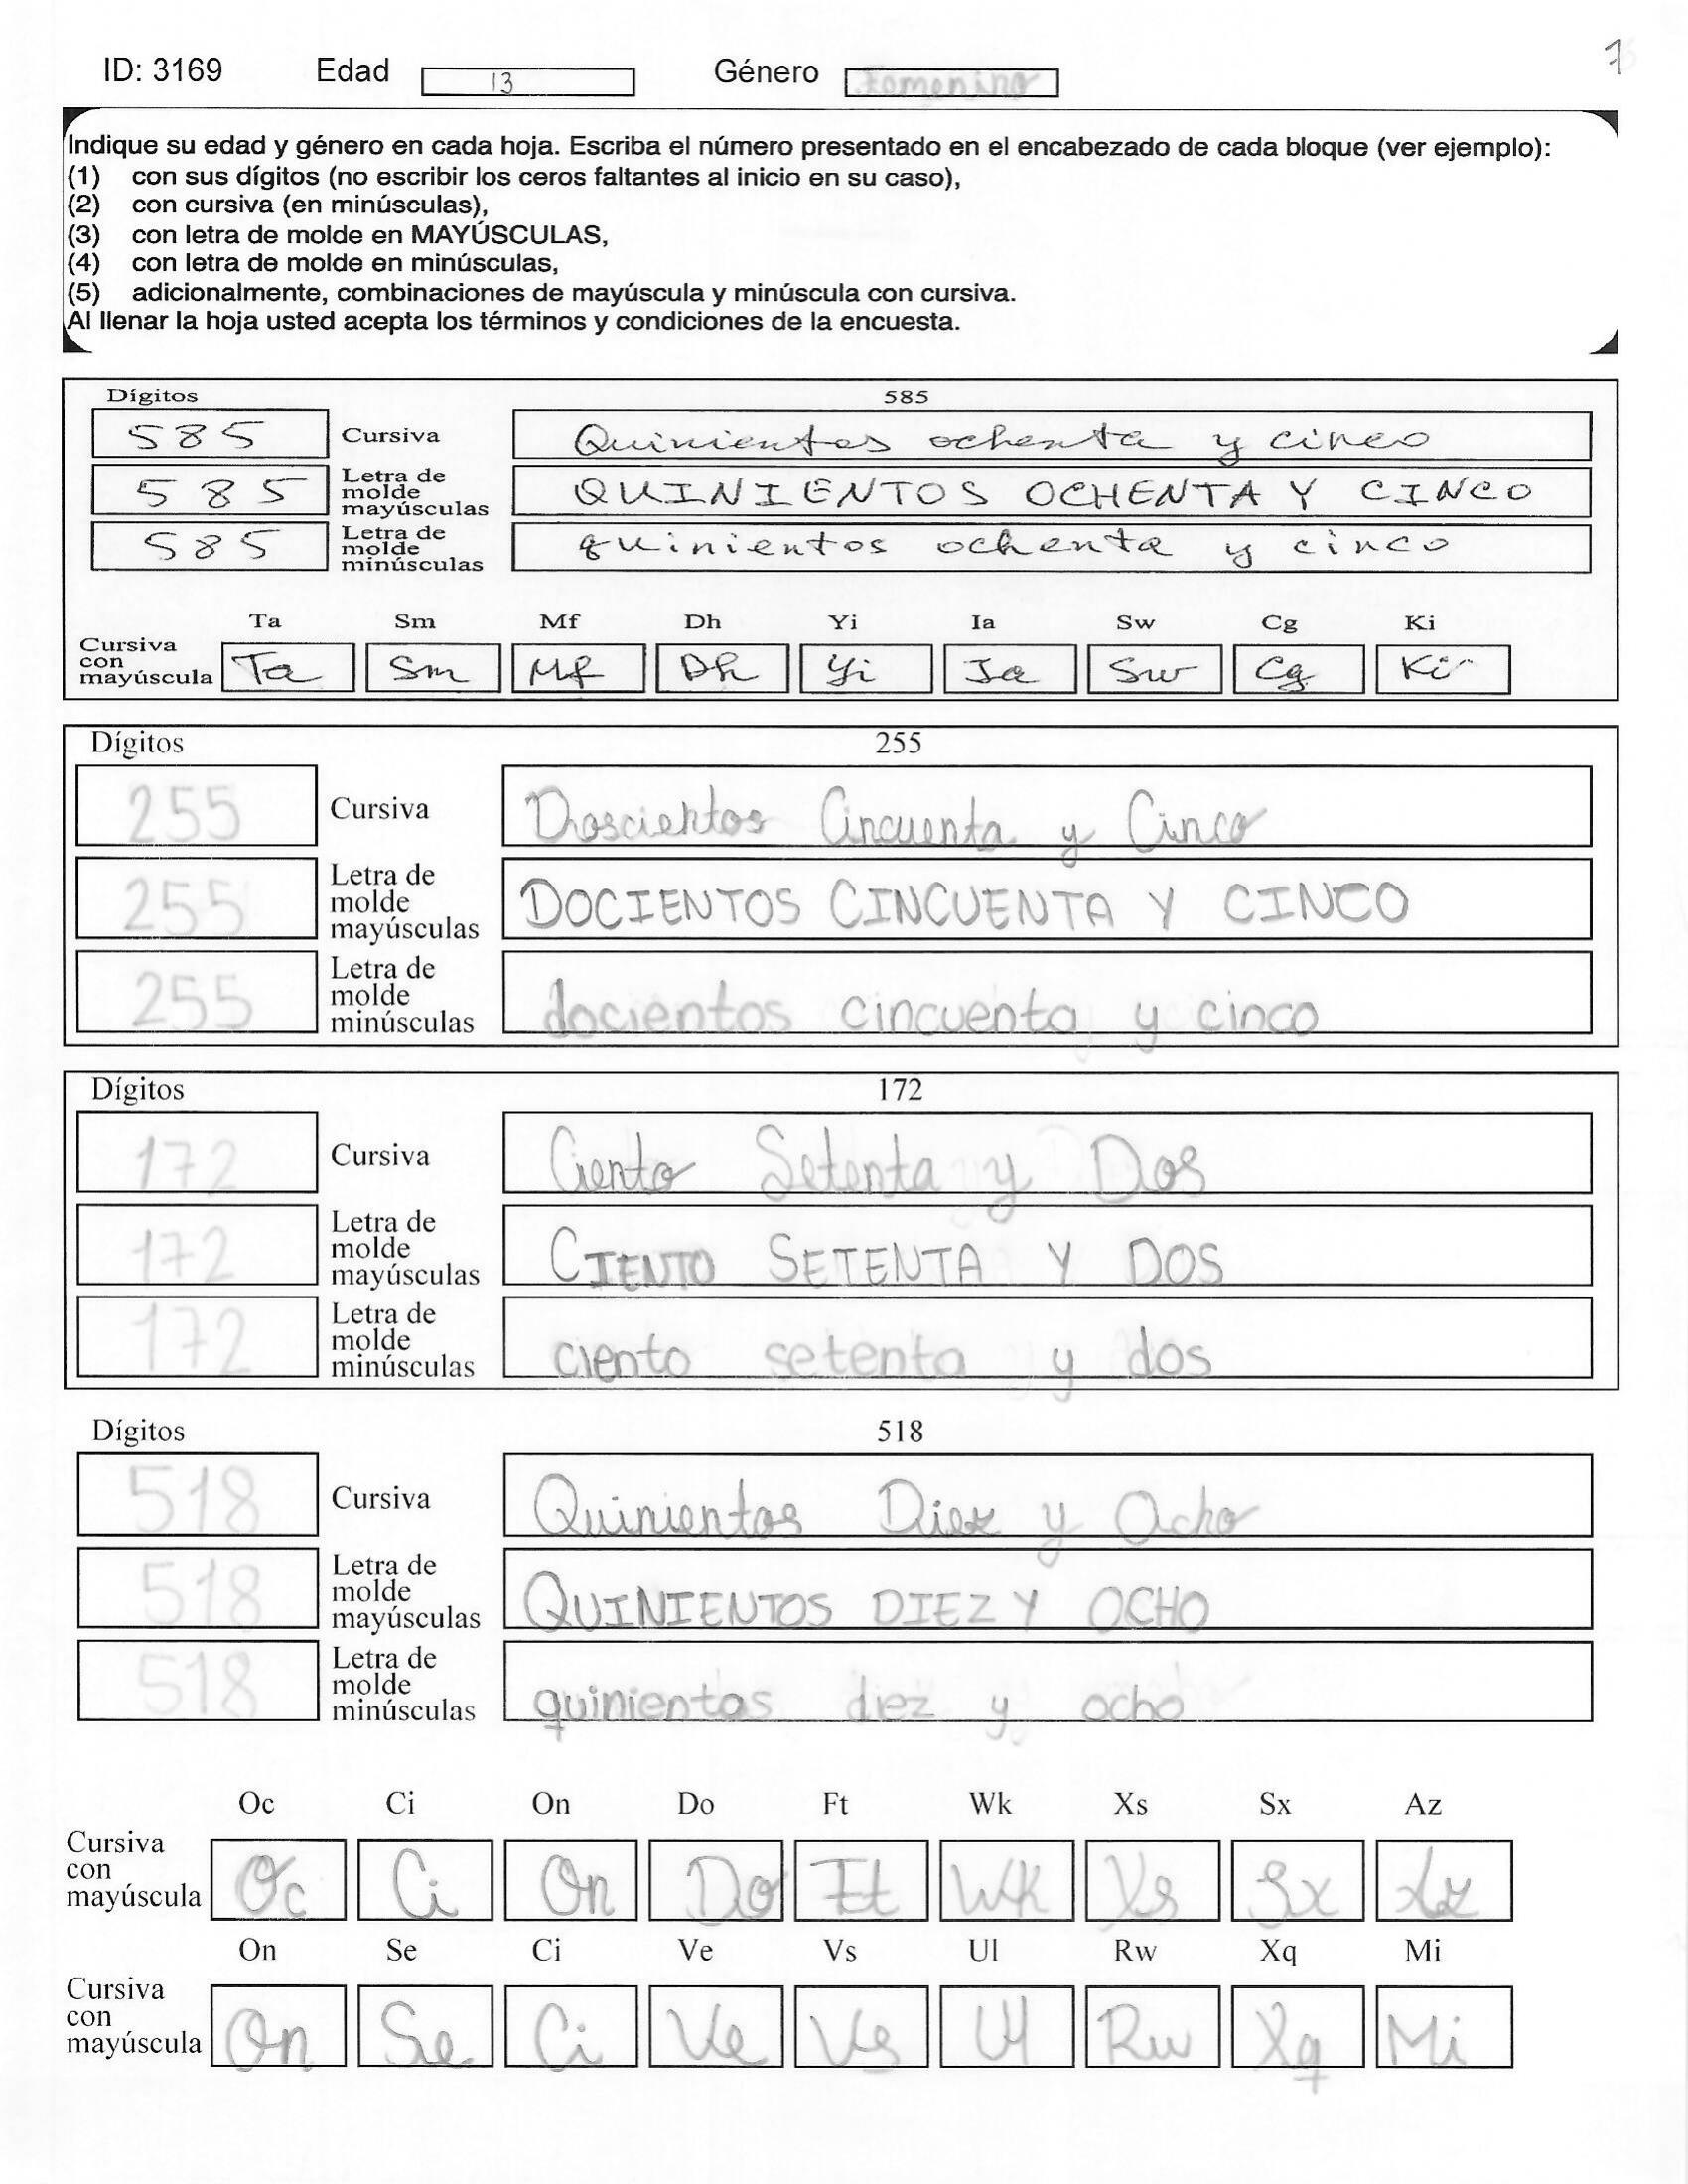 ID: 3169 Edad 13 Género Femenino
Indique su edad y género en cada hoja. Escriba el número presentado en el encabezado de cada bloque (ver ejemplo):
(1) con sus dígitos (no escribir los ceros faltantes al inicio en su caso),
(2) con cursiva (en minúsculas),
(3) con letra de molde en MAYÚSCULAS,
(4) con letra de molde en minúsculas,
(5) adicionalmente, combinaciones de mayúscula y minúscula con cursiva.
Al llenar la hoja usted acepta los términos y condiciones de la encuesta.
Dígitos 585
585 Cursiva Quinientos ochenta y cinco
585 Letra de molde mayúsculas QUINIENTOS OCHENTA Y CINCO
585 Letra de molde minúsculas quinientos ochenta y cinco
Ta Sm Mf Dh Yi Ia Sw Cg Ki
Cursiva con mayúscula Ta Sm Mf Dh Yi Ia Sw Cg Ki
Dígitos 255
255 Cursiva Doscientos Cincuenta y Cinco
255 Letra de molde mayúsculas DOCIENTOS CINCUENTA Y CINCO
255 Letra de molde minúsculas docientos cincuenta y cinco
Dígitos 172
172 Cursiva Ciento Setenta y Dos
172 Letra de molde mayúsculas CIENTO SETENTA Y DOS
172 Letra de molde minúsculas ciento setenta y dos
Dígitos 518
518 Cursiva Quinientos Diez y Ocho
518 Letra de molde mayúsculas QUINIENTOS DIEZ Y OCHO
518 Letra de molde minúsculas quinientos diez y ocho
Oc Ci On Do Ft Wk Xs Sx Az
Cursiva con mayúscula Oc Ci On Do Ft Wk Xs Sx Az
On Se Ci Ve Vs Ul Rw Xq Mi
Cursiva con mayúscula On Se Ci Ve Vs Ul Rw Xq Mi